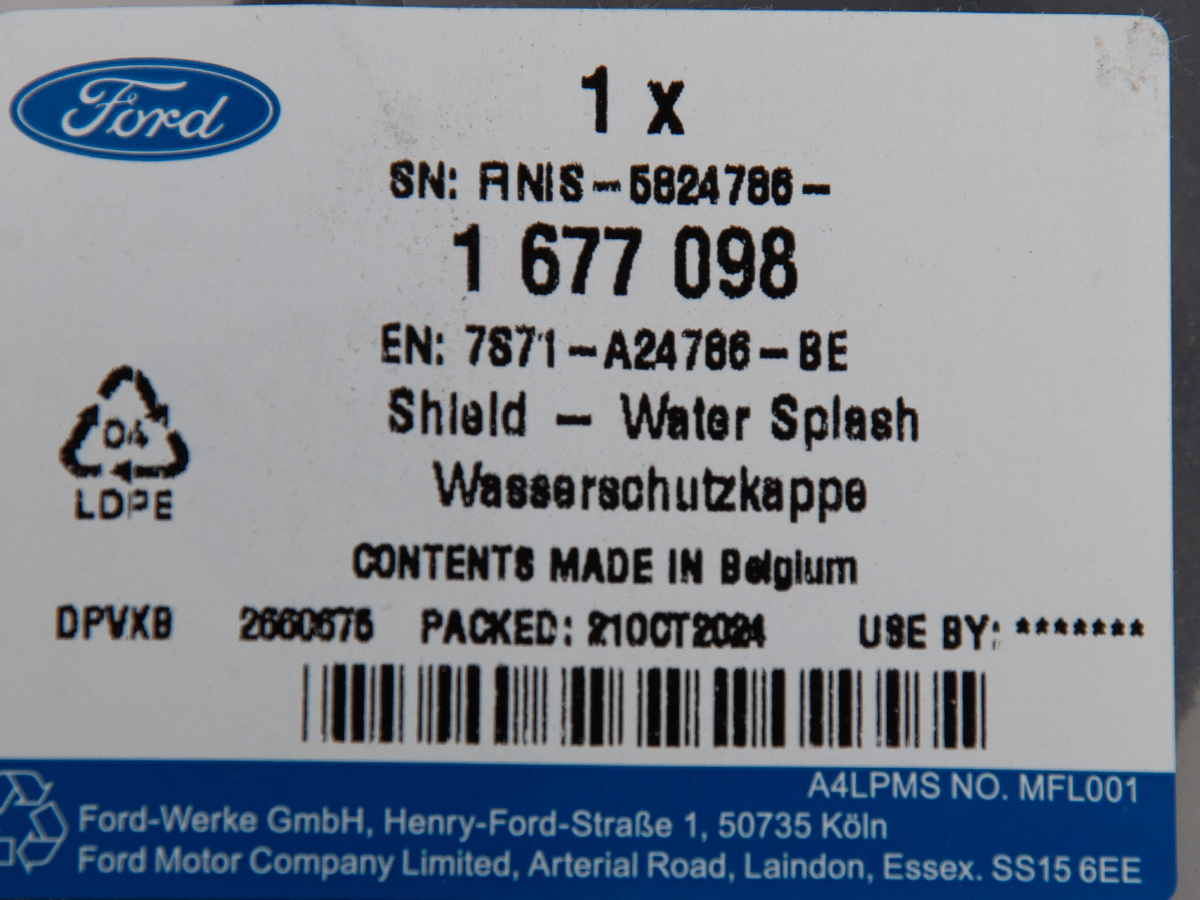 Ford
1 x
SN: FINIS-5824786-
1 677 098
EN: 7S71-A24786-BE
Shield - Water Splash
Wasserschutzkappe
04
LDPE
CONTENTS MADE IN Belgium
DPVXB 2660675 PACKED: 21OCT2024 USE BY: *******
A4LPMS NO. MFL001
Ford-Werke GmbH, Henry-Ford-Straße 1, 50735 Köln
Ford Motor Company Limited, Arterial Road, Laindon, Essex. SS15 6EE